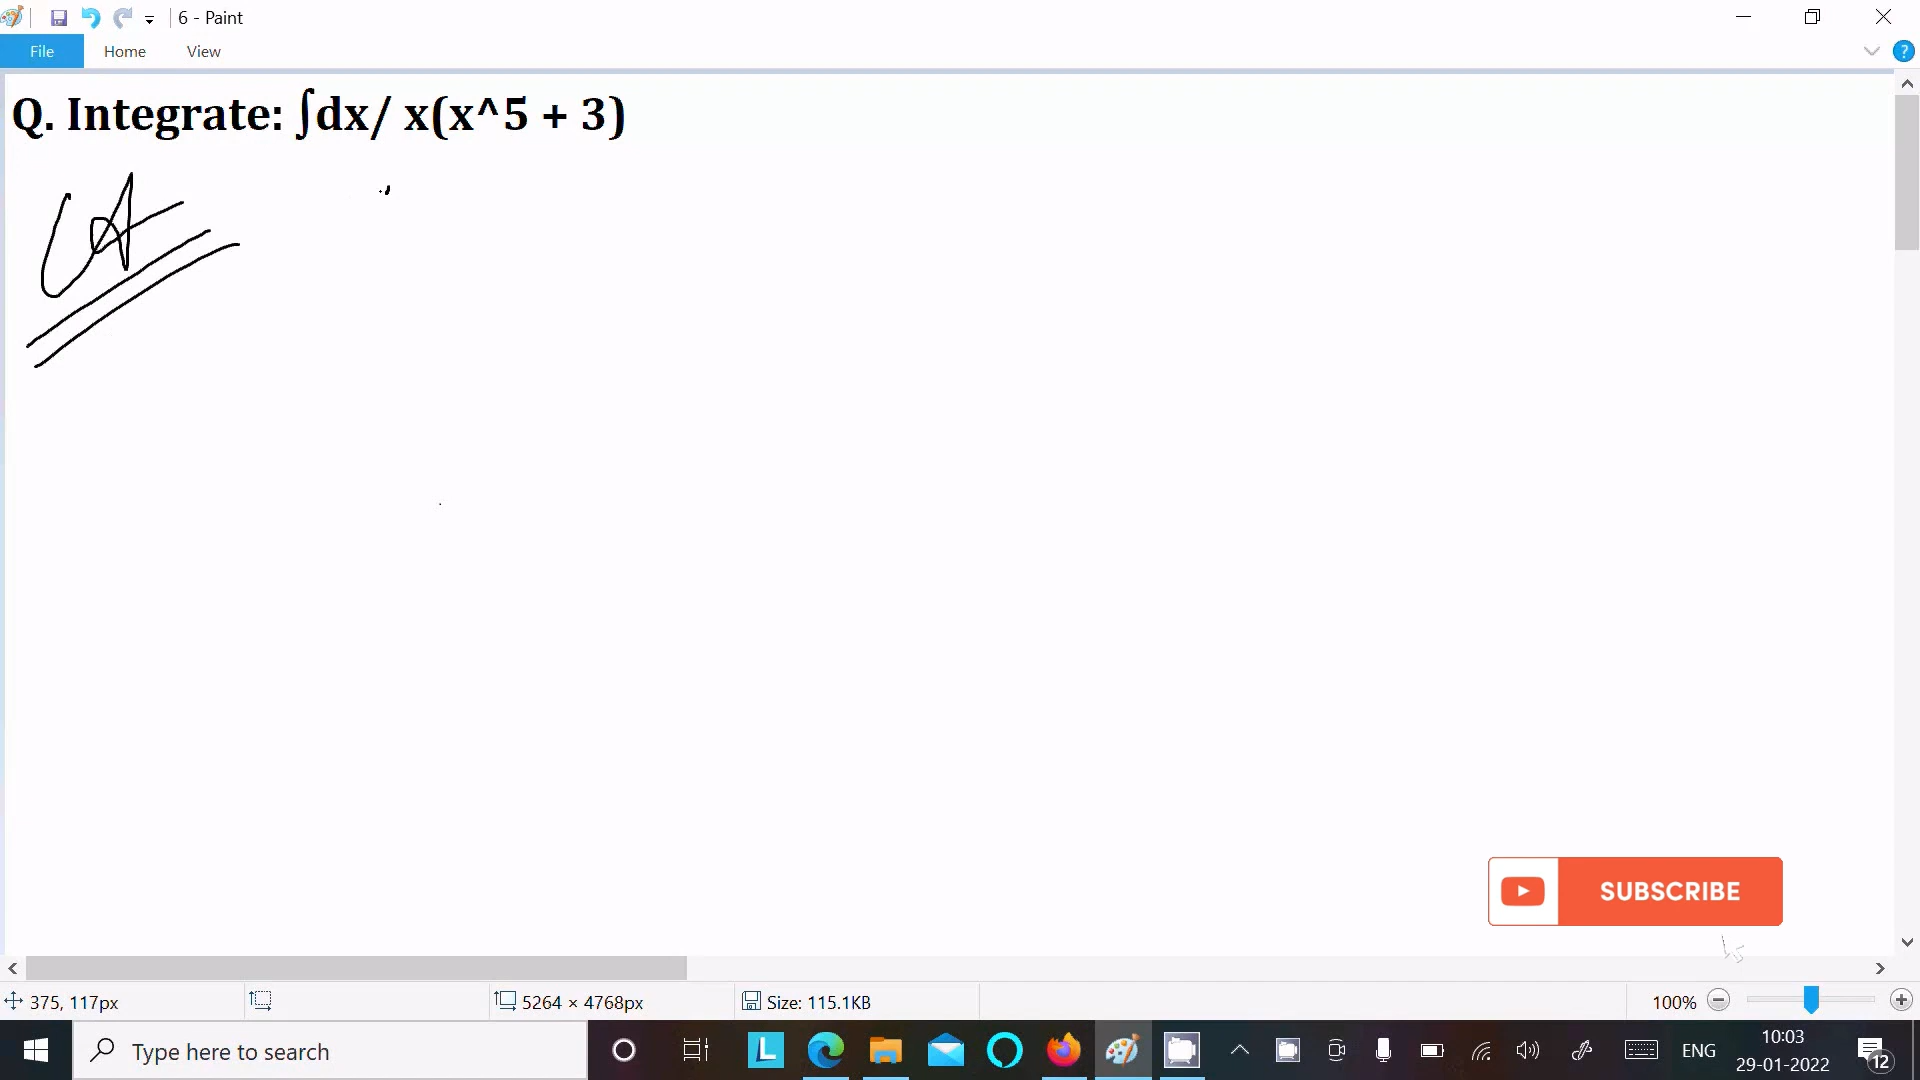 6 - Paint
File Home View
Q. Integrate: ∫dx/ x(x^5 + 3)
SUBSCRIBE
375, 117px
5264 × 4768px
Size: 115.1KB
100%
Type here to search
L
ENG
10:03
29-01-2022
12